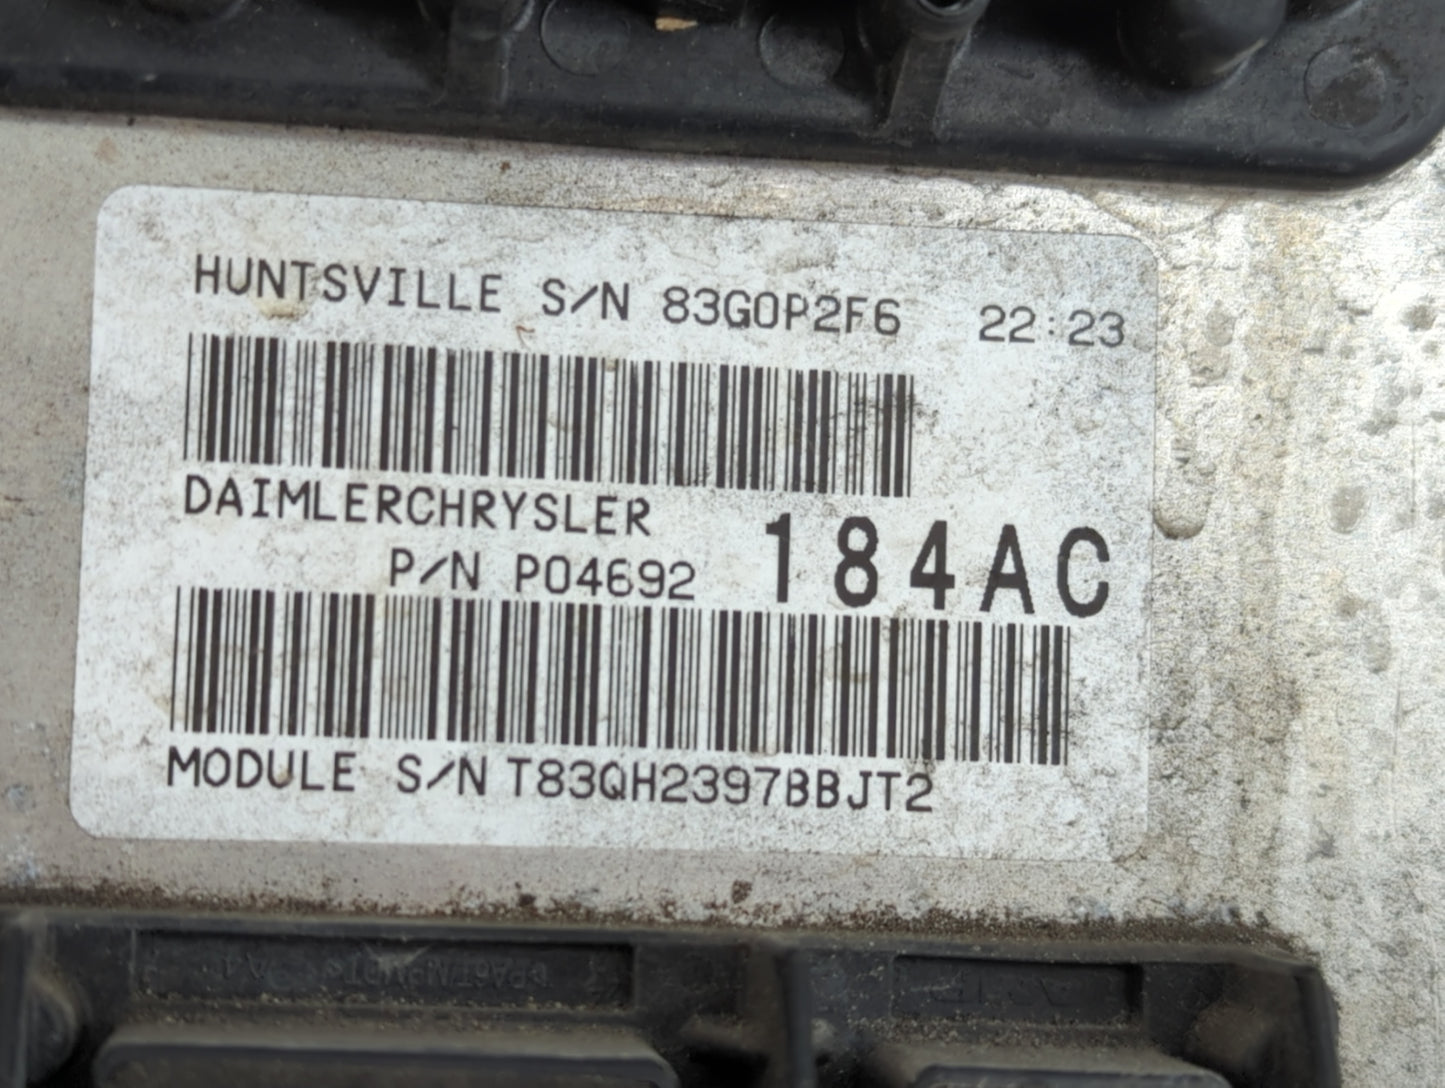 HUNTSVILLE S/N 83G0P2F6 22:23
DAIMLERCHRYSLER
P/N P04692 184AC
MODULE S/N T83QH2397BBJT2